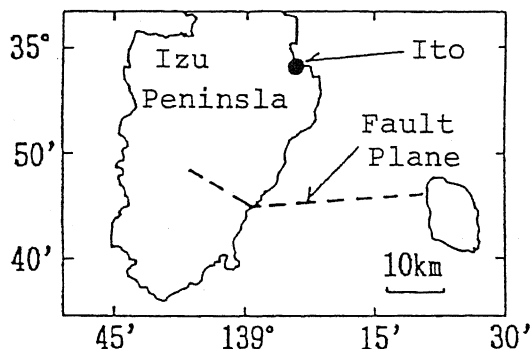 35°
Izu
Peninsla
Ito
Fault
Plane
50'
40'
10km
45'
139°
15'
30'